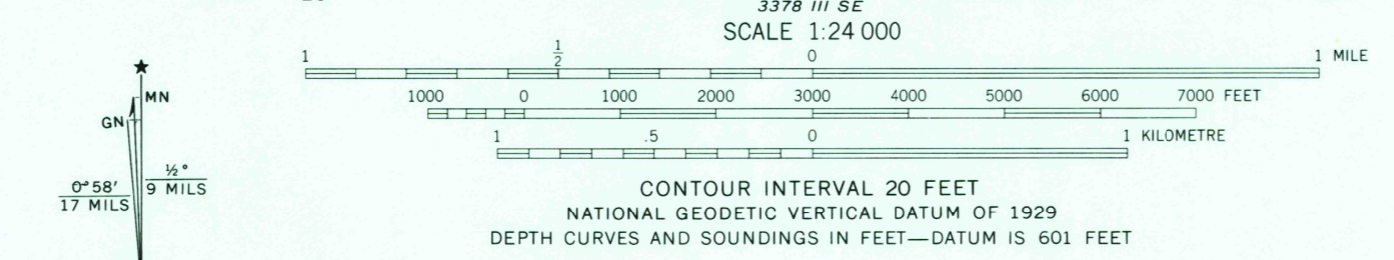 3378 III SE
SCALE 1:24 000
1 1/2 0 1 MILE
1000 0 1000 2000 3000 4000 5000 6000 7000 FEET
1 .5 0 1 KILOMETRE
CONTOUR INTERVAL 20 FEET
NATIONAL GEODETIC VERTICAL DATUM OF 1929
DEPTH CURVES AND SOUNDINGS IN FEET—DATUM IS 601 FEET
★
MN
GN
½°
9 MILS
0°58′
17 MILS